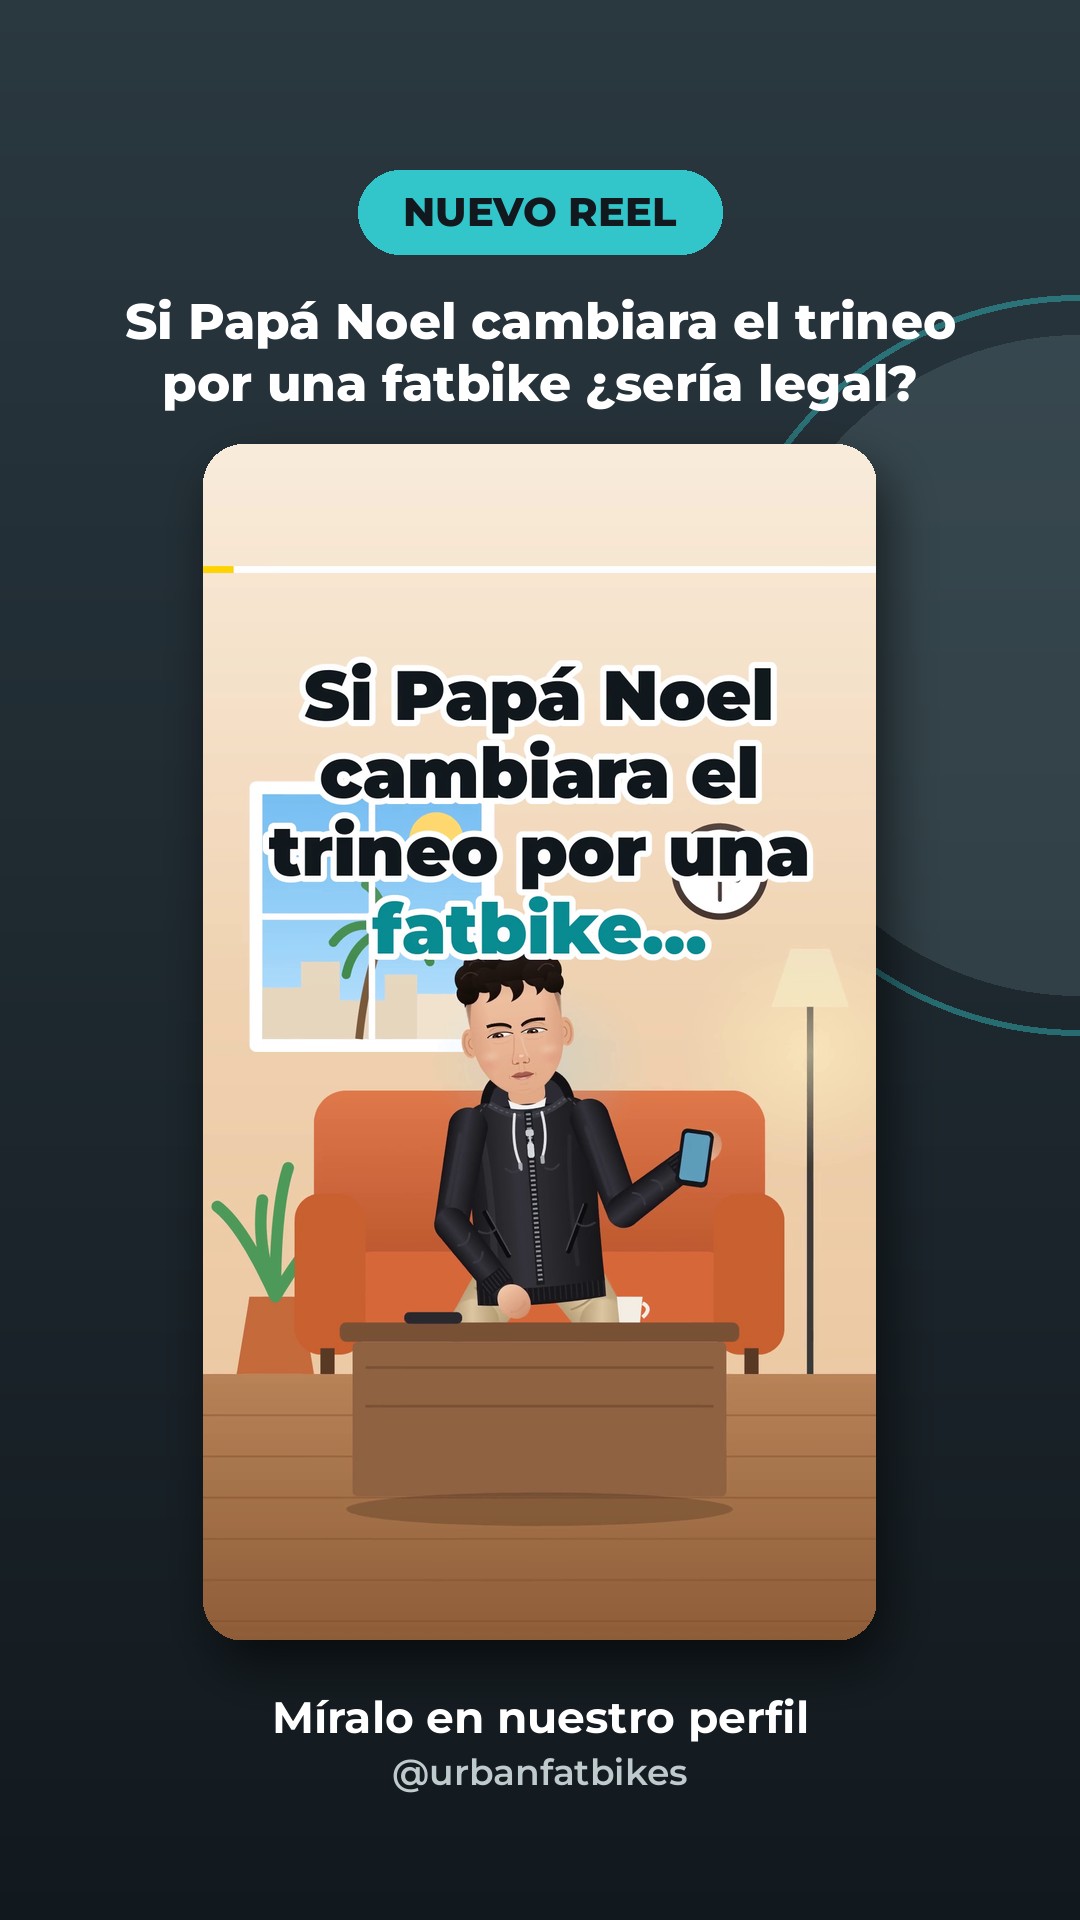 NUEVO REEL
Si Papá Noel cambiara el trineo
por una fatbike ¿sería legal?
Si Papá Noel
cambiara el
trineo por una
fatbike...
Míralo en nuestro perfil
@urbanfatbikes